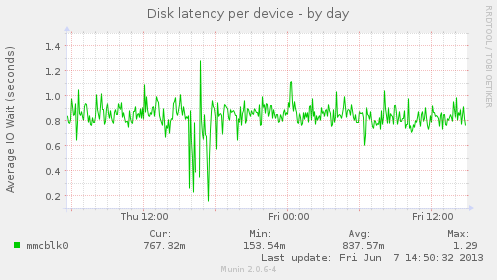 Disk latency per device - by day
RRDTOOL / TOBI OETIKER
Average IO Wait (seconds)
1.4
1.2
1.0
0.8
0.6
0.4
0.2
Thu 12:00 Fri 00:00 Fri 12:00
Cur: Min: Avg: Max:
mmcblk0 767.32m 153.54m 837.57m 1.29
Last update: Fri Jun 7 14:50:32 2013
Munin 2.0.6-4